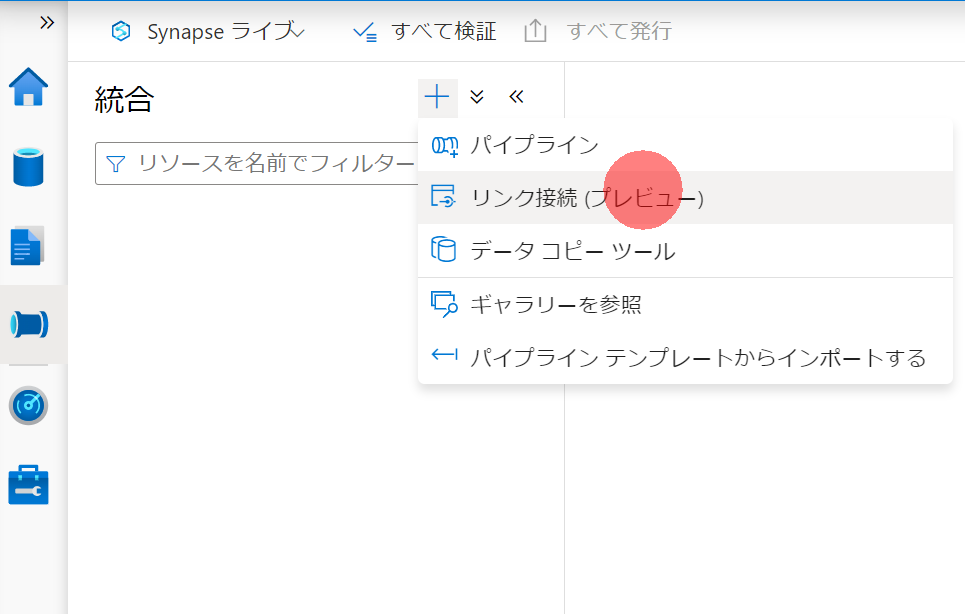 Synapse ライブ すべて検証 すべて発行
統合
リソースを名前でフィルター
パイプライン
リンク接続 (プレビュー)
データ コピー ツール
ギャラリーを参照
パイプライン テンプレートからインポートする